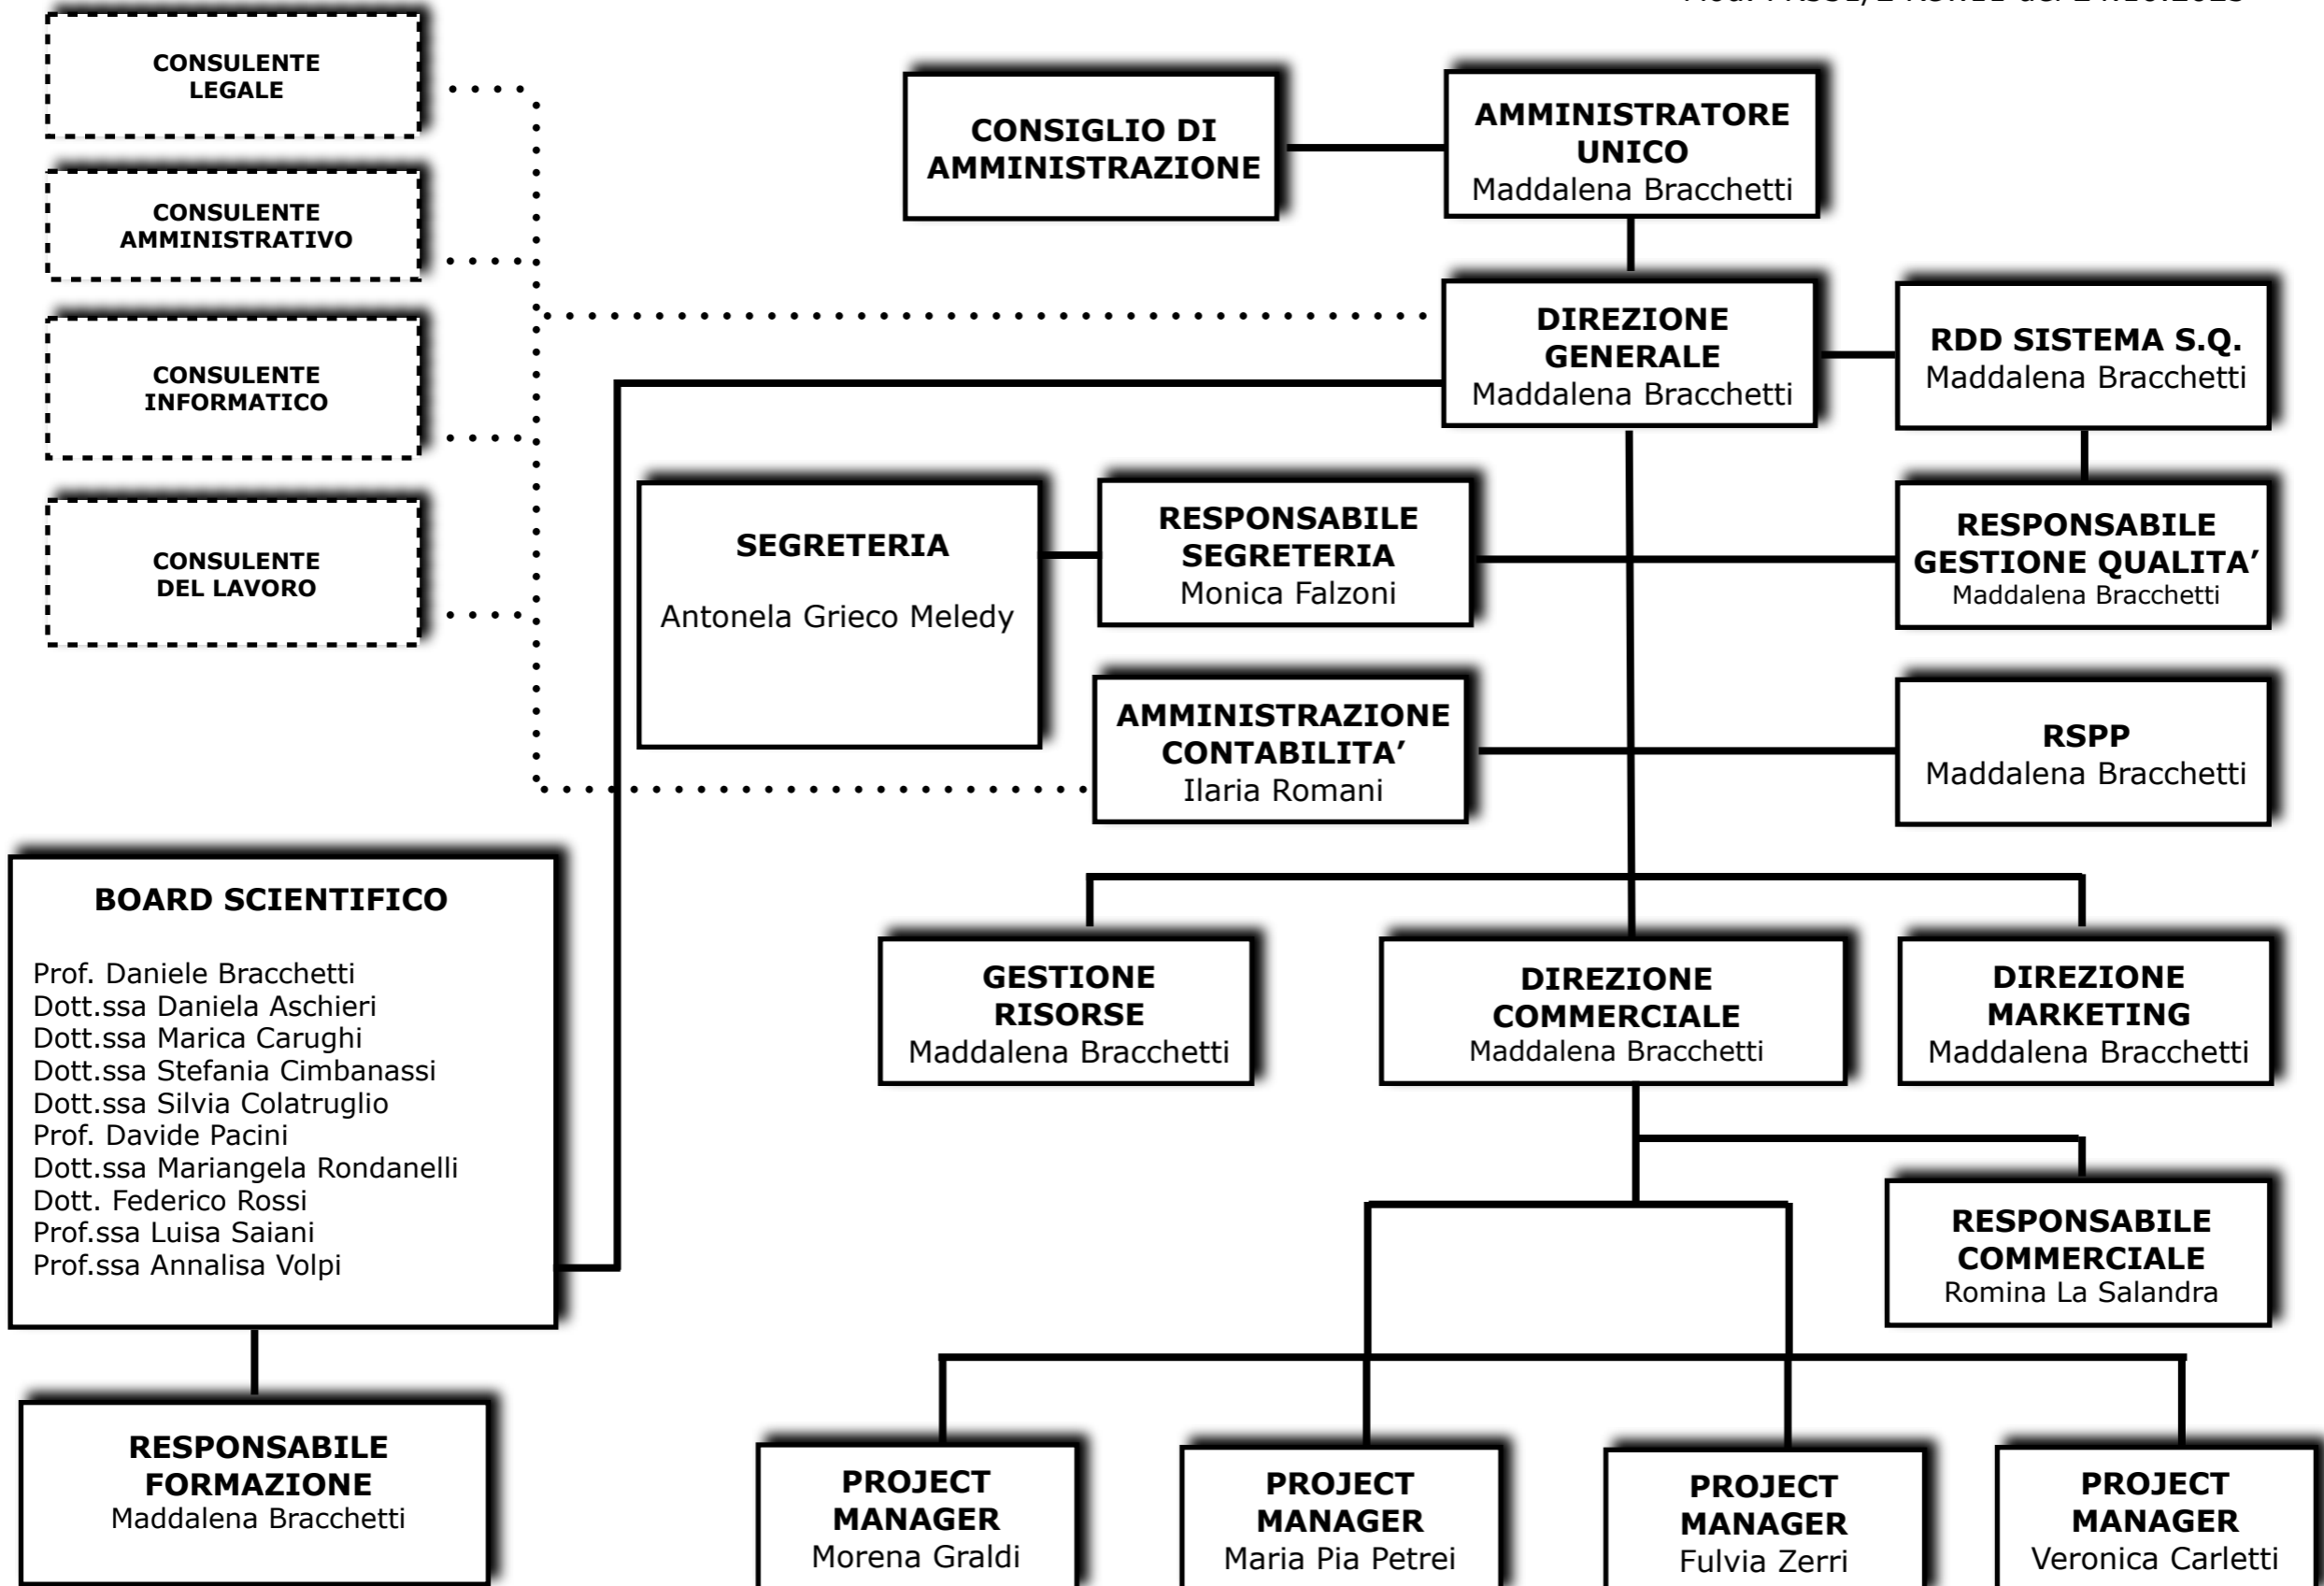 CONSULENTE
LEGALE
CONSULENTE
AMMINISTRATIVO
CONSULENTE
INFORMATICO
CONSULENTE
DEL LAVORO
CONSIGLIO DI
AMMINISTRAZIONE
AMMINISTRATORE
UNICO
Maddalena Bracchetti
DIREZIONE
GENERALE
Maddalena Bracchetti
RDD SISTEMA S.Q.
Maddalena Bracchetti
SEGRETERIA
Antonela Grieco Meledy
RESPONSABILE
SEGRETERIA
Monica Falzoni
RESPONSABILE
GESTIONE QUALITA’
Maddalena Bracchetti
AMMINISTRAZIONE
CONTABILITA’
Ilaria Romani
RSPP
Maddalena Bracchetti
BOARD SCIENTIFICO
Prof. Daniele Bracchetti
Dott.ssa Daniela Aschieri
Dott.ssa Marica Carughi
Dott.ssa Stefania Cimbanassi
Dott.ssa Silvia Colatruglio
Prof. Davide Pacini
Dott.ssa Mariangela Rondanelli
Dott. Federico Rossi
Prof.ssa Luisa Saiani
Prof.ssa Annalisa Volpi
GESTIONE
RISORSE
Maddalena Bracchetti
DIREZIONE
COMMERCIALE
Maddalena Bracchetti
DIREZIONE
MARKETING
Maddalena Bracchetti
RESPONSABILE
COMMERCIALE
Romina La Salandra
RESPONSABILE
FORMAZIONE
Maddalena Bracchetti
PROJECT
MANAGER
Morena Graldi
PROJECT
MANAGER
Maria Pia Petrei
PROJECT
MANAGER
Fulvia Zerri
PROJECT
MANAGER
Veronica Carletti